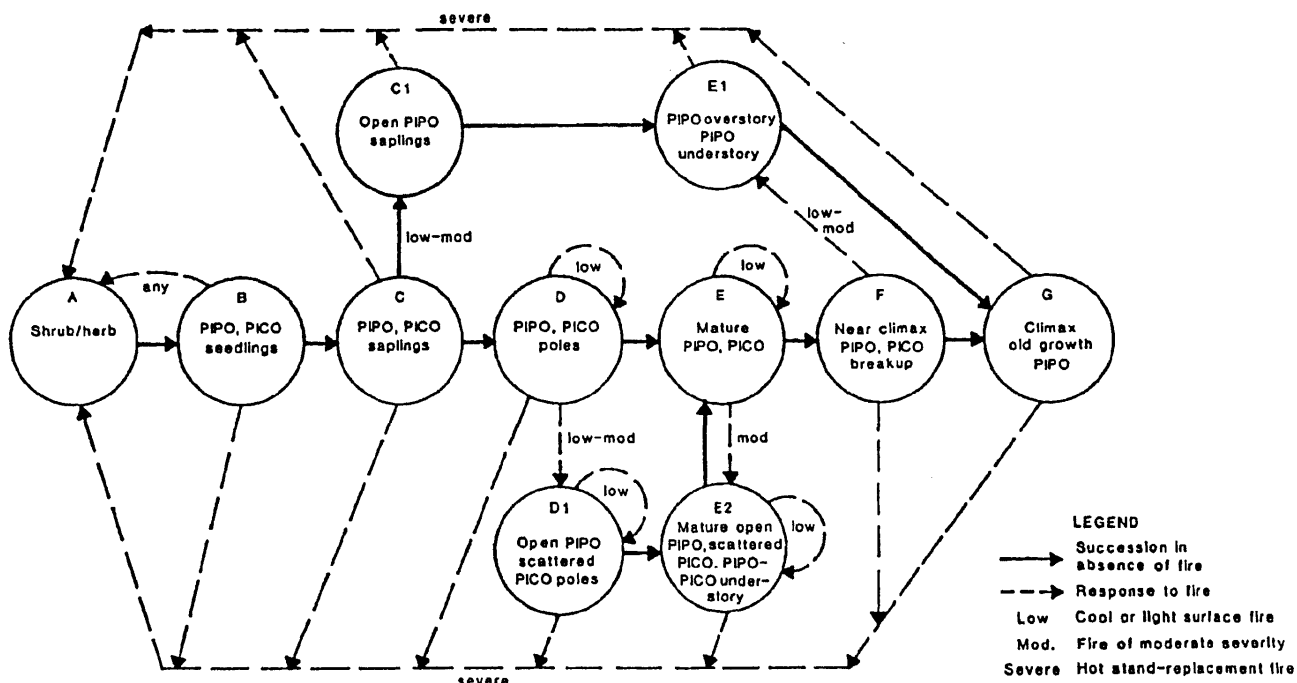 severe
C1
Open PIPO
saplings
E1
PIPO overstory
PIPO
understory
low-mod
low-
mod
any
low
low
A
Shrub/herb
B
PIPO, PICO
seedlings
C
PIPO, PICO
saplings
D
PIPO, PICO
poles
E
Mature
PIPO, PICO
F
Near climax
PIPO, PICO
breakup
G
Climax
old growth
PIPO
low-mod
mod
D1
Open PIPO
scattered
PICO poles
low
E2
Mature open
PIPO, scattered
PICO. PIPO-
PICO under-
story
low
severe
LEGEND
Succession in
absence of fire
Response to fire
Low Cool or light surface fire
Mod. Fire of moderate severity
Severe Hot stand-replacement fire